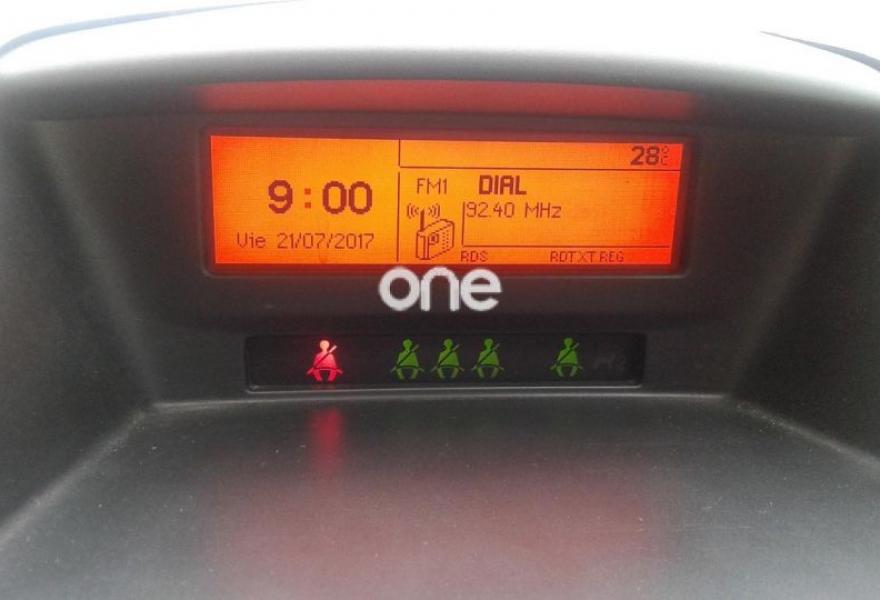 28°C
9:00
FM1 DIAL
92.40 MHz
Vie 21/07/2017
RDS RDTXT REG
one